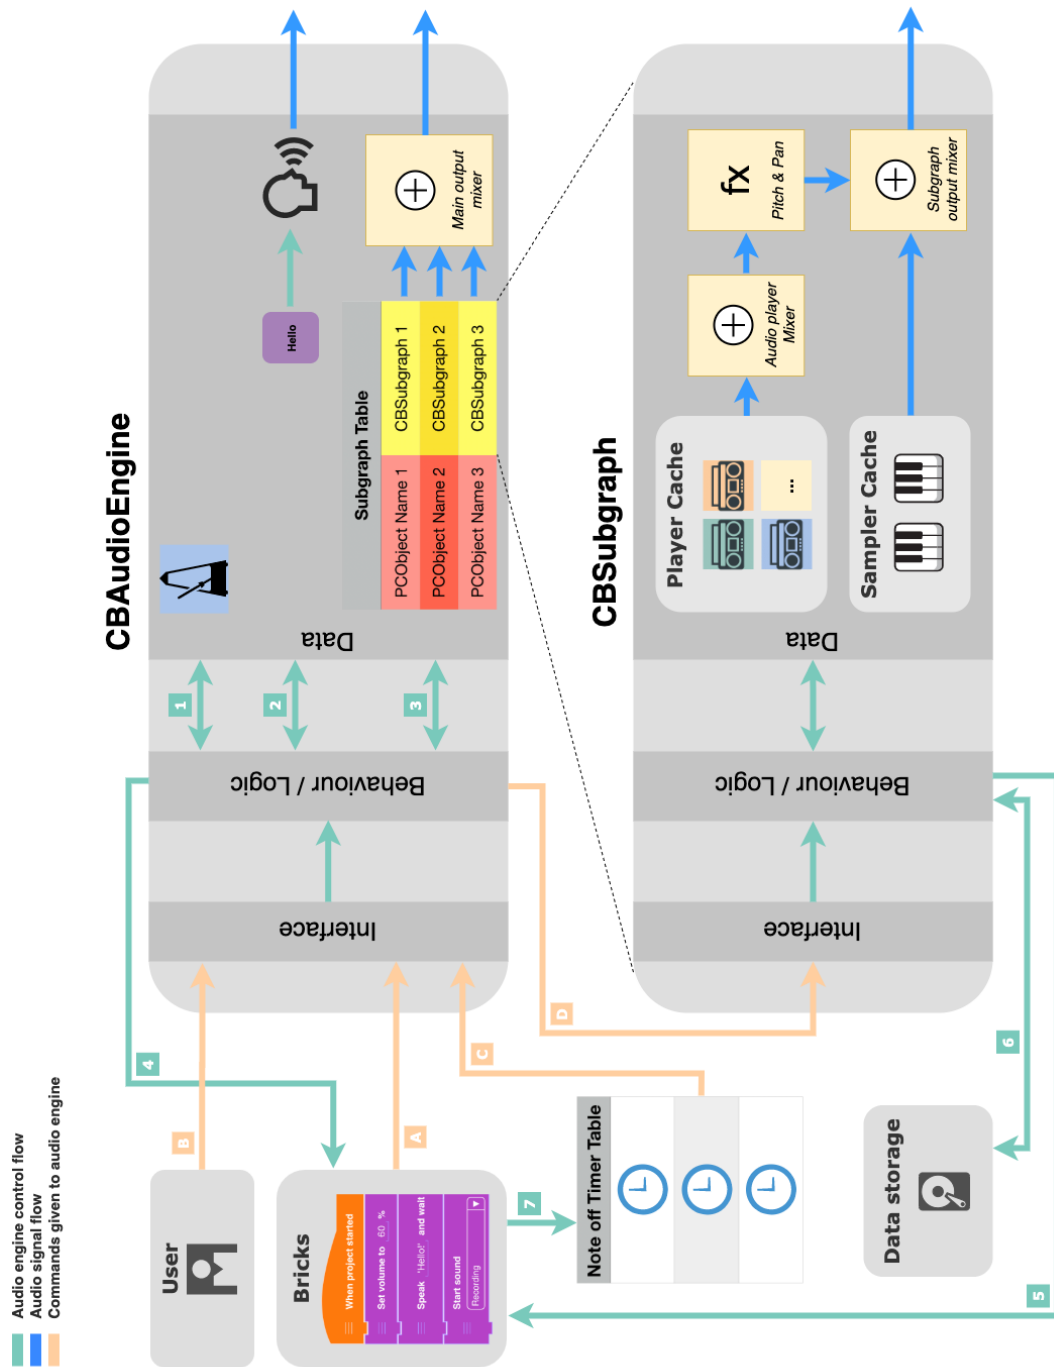 Audio engine control flow
Audio signal flow
Commands given to audio engine
CBAudioEngine
User
B
Bricks
When project started
Set volume to 60 %
Speak "Hello!" and wait
Start sound
Recording
A
4
7
Note off Timer Table
C
D
Interface
Behaviour / Logic
1
2
3
Data
Hello
Subgraph Table
PCObject Name 1
CBSubgraph 1
PCObject Name 2
CBSubgraph 2
PCObject Name 3
CBSubgraph 3
Main output
mixer
CBSubgraph
Interface
Behaviour / Logic
Data
Player Cache
...
Sampler Cache
Audio player
Mixer
fx
Pitch & Pan
Subgraph
output mixer
Data storage
6
5